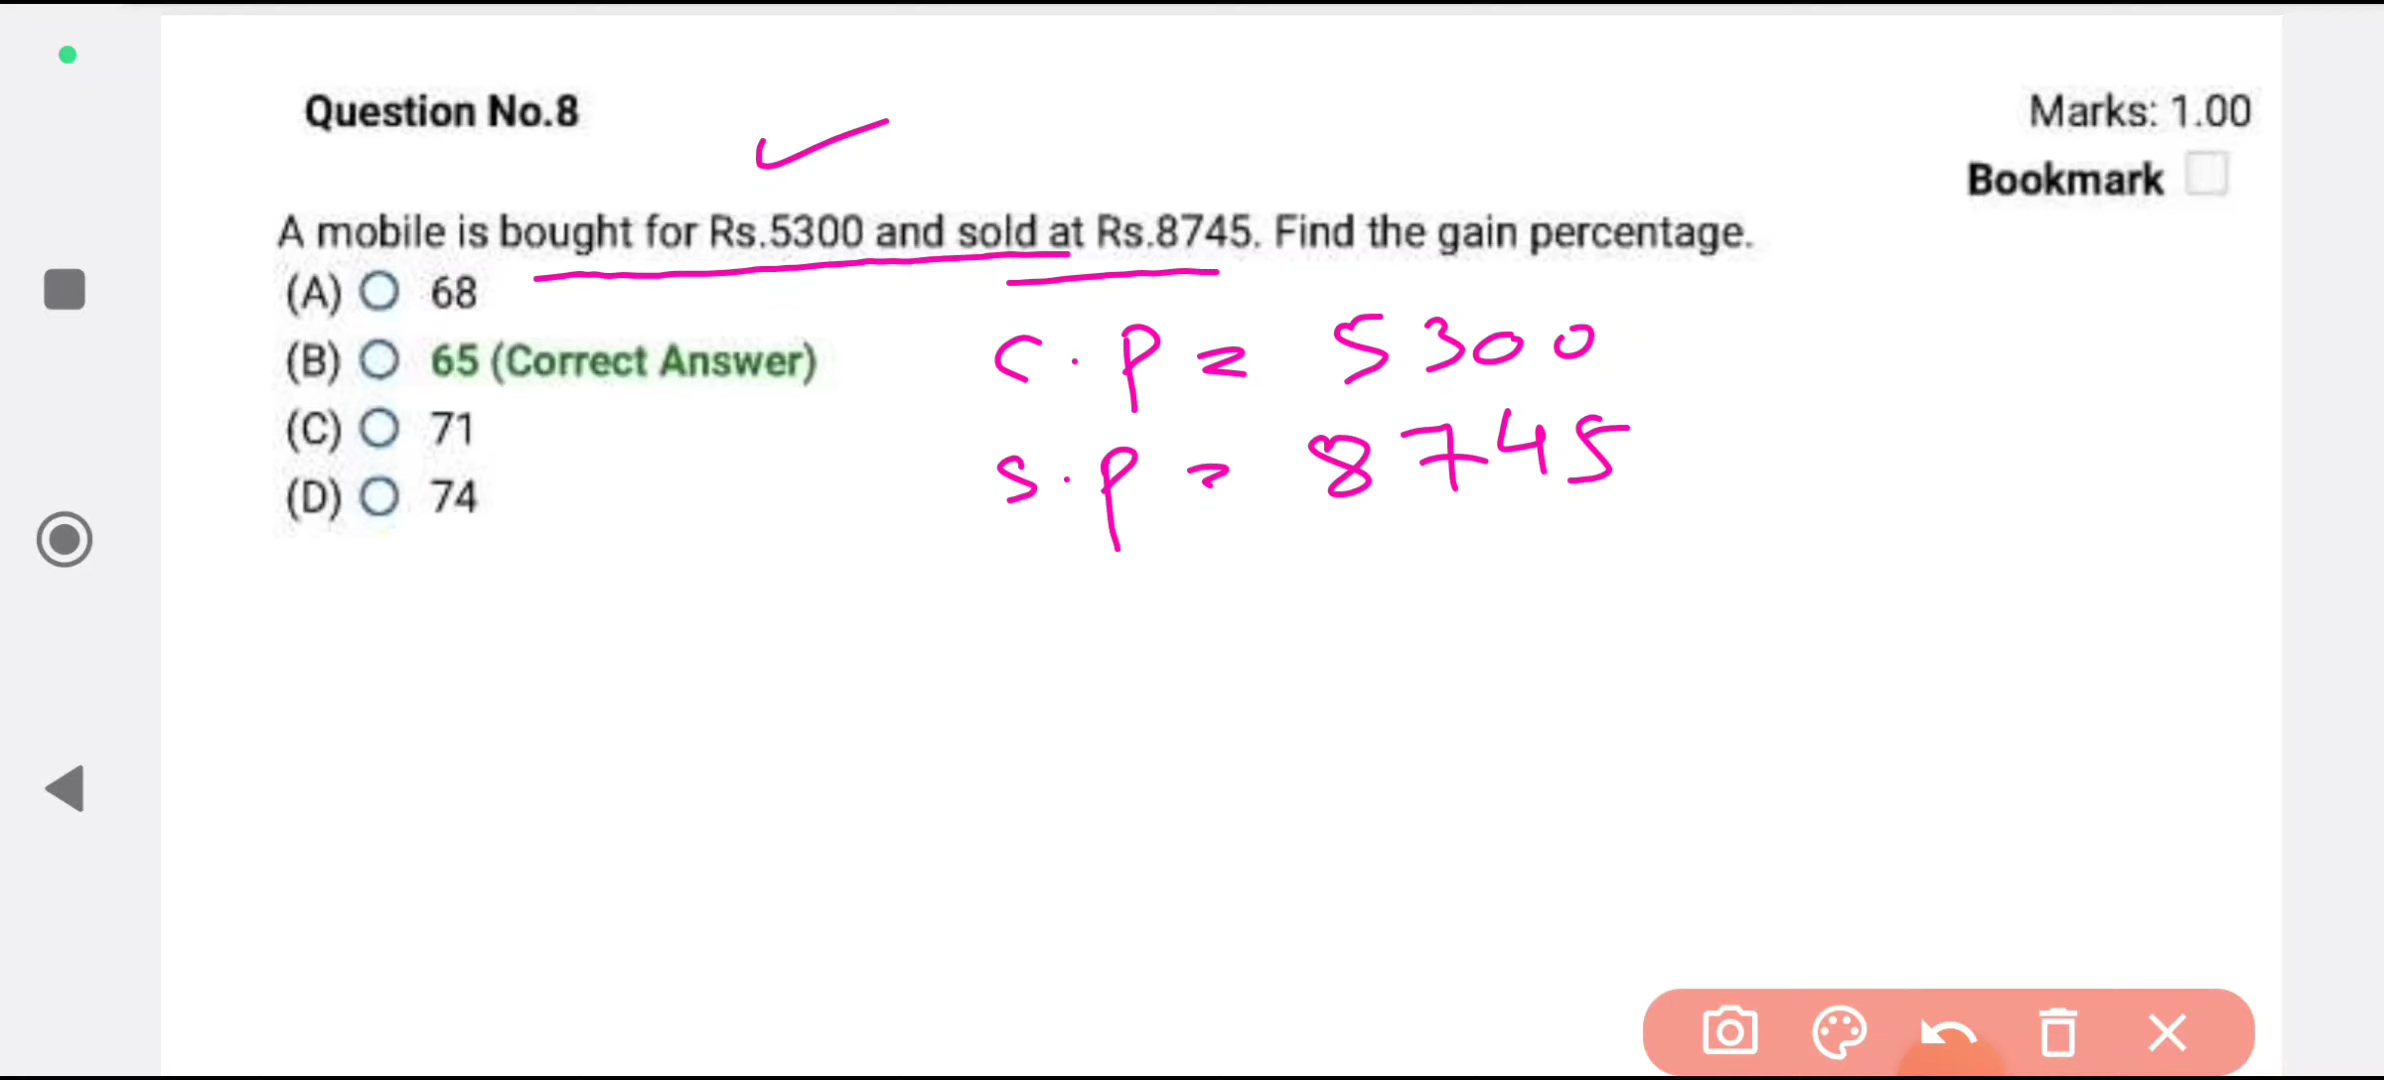 Question No.8
Marks: 1.00
Bookmark
A mobile is bought for Rs.5300 and sold at Rs.8745. Find the gain percentage.
(A) 68
(B) 65 (Correct Answer)
(C) 71
(D) 74
C.P = 5300
S.P = 8745